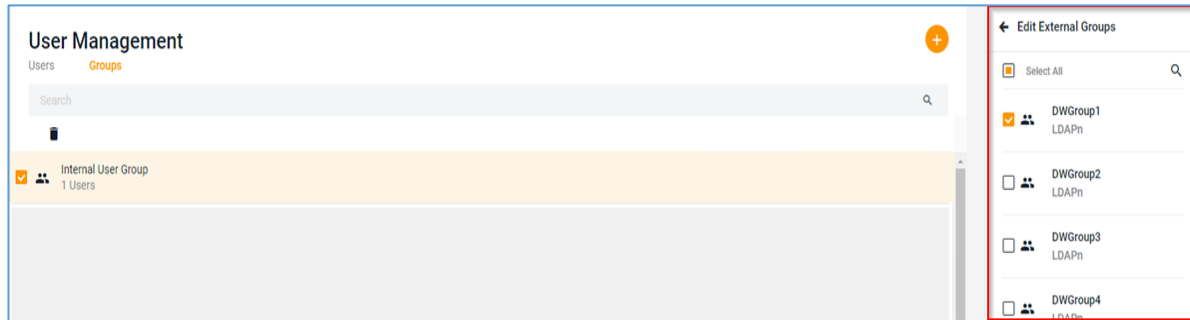 User Management
Users Groups
Search
Internal User Group
1 Users
Edit External Groups
Select All
DWGroup1
LDAPn
DWGroup2
LDAPn
DWGroup3
LDAPn
DWGroup4
LDAPn